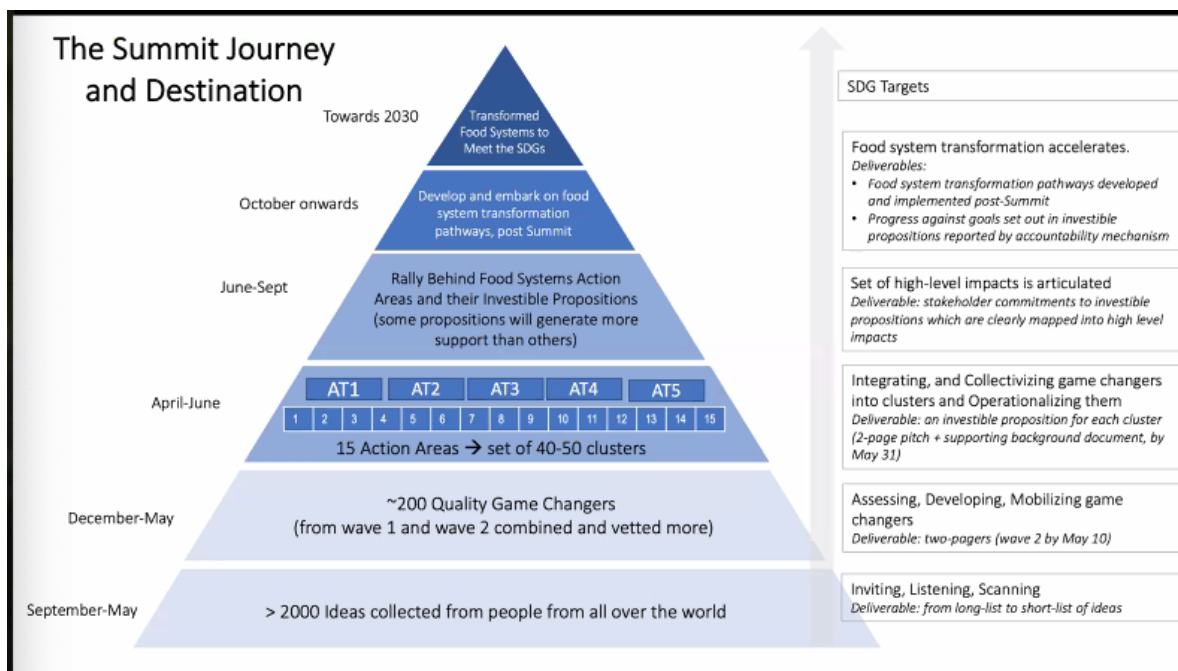 The Summit Journey
and Destination
Towards 2030
Transformed
Food Systems to
Meet the SDGs
SDG Targets
October onwards
Develop and embark on food
system transformation
pathways, post Summit
Food system transformation accelerates.
Deliverables:
• Food system transformation pathways developed
and implemented post-Summit
• Progress against goals set out in investible
propositions reported by accountability mechanism
June-Sept
Rally Behind Food Systems Action
Areas and their Investible Propositions
(some propositions will generate more
support than others)
Set of high-level impacts is articulated
Deliverable: stakeholder commitments to investible
propositions which are clearly mapped into high level
impacts
April-June
AT1 AT2 AT3 AT4 AT5
1 2 3 4 5 6 7 8 9 10 11 12 13 14 15
15 Action Areas → set of 40-50 clusters
Integrating, and Collectivizing game changers
into clusters and Operationalizing them
Deliverable: an investible proposition for each cluster
(2-page pitch + supporting background document, by
May 31)
December-May
~200 Quality Game Changers
(from wave 1 and wave 2 combined and vetted more)
Assessing, Developing, Mobilizing game
changers
Deliverable: two-pagers (wave 2 by May 10)
September-May
> 2000 Ideas collected from people from all over the world
Inviting, Listening, Scanning
Deliverable: from long-list to short-list of ideas